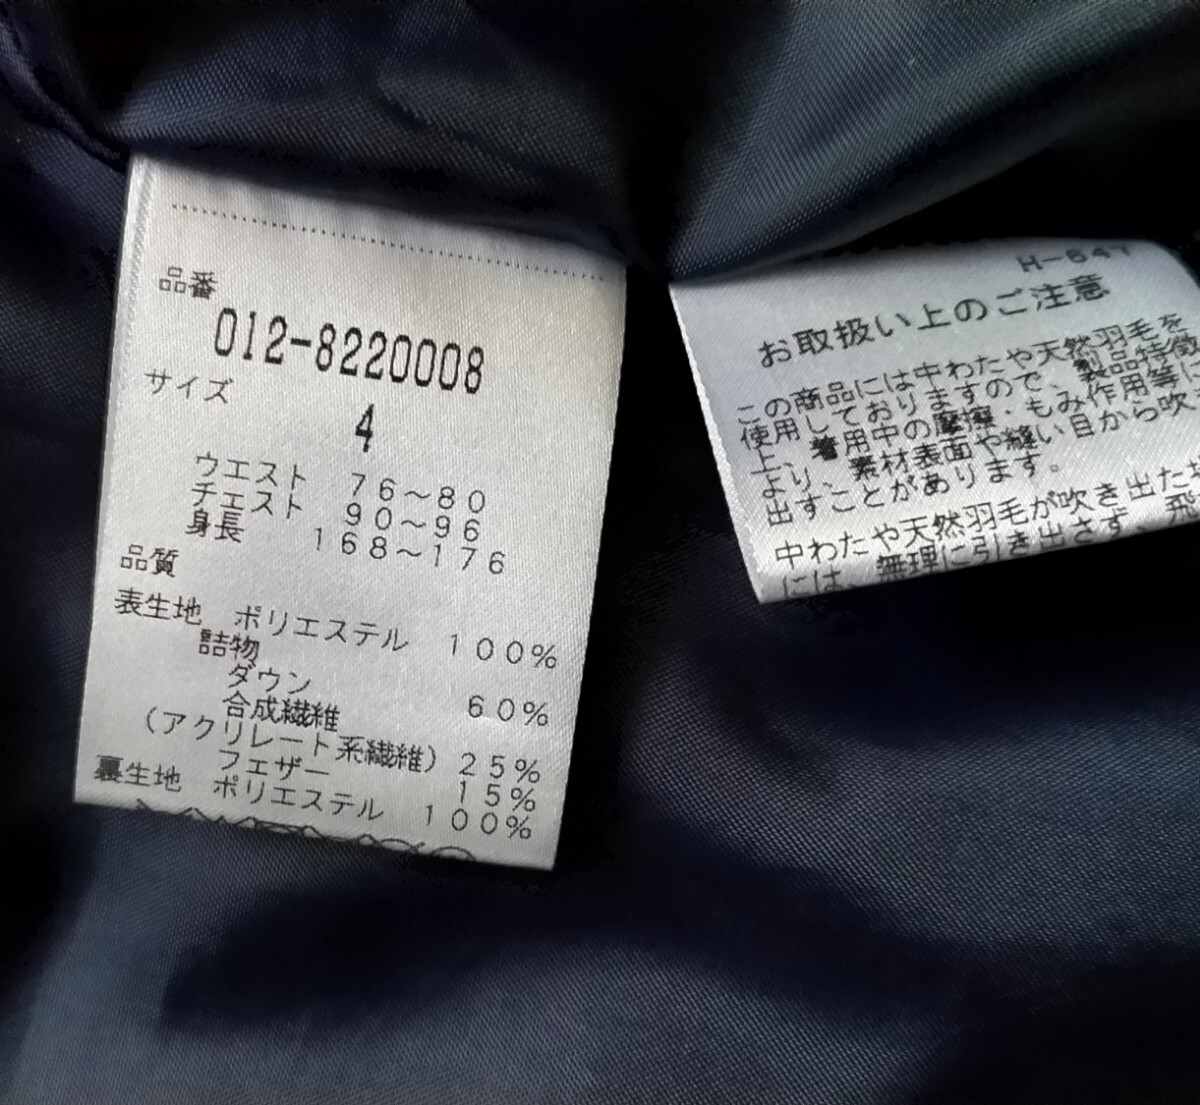 品番
012-8220008
サイズ
4
ウエスト 76～80
チェスト 90～96
身長 168～176
品質
表生地 ポリエステル 100%
詰物
ダウン 60%
合成繊維
(アクリレート系繊維) 25%
フェザー 15%
裏生地 ポリエステル 100%
お取扱い上のご注意
この商品には中わたや天然羽毛を
使用しておりますので、製品特徴
上、着用中の摩擦・もみ作用等に
より、素材表面や縫い目から吹き
出すことがあります。
中わたや天然羽毛が吹き出た
には、無理に引き出さず、飛